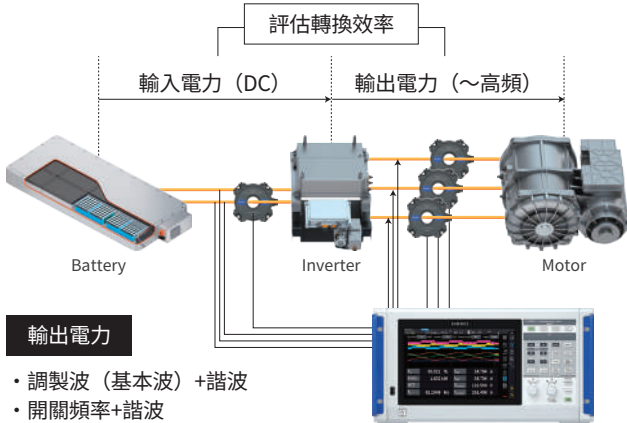 評估轉換效率
輸入電力（DC）
輸出電力（～高頻）
Battery
Inverter
Motor
輸出電力
・調製波（基本波）+諧波
・開關頻率+諧波